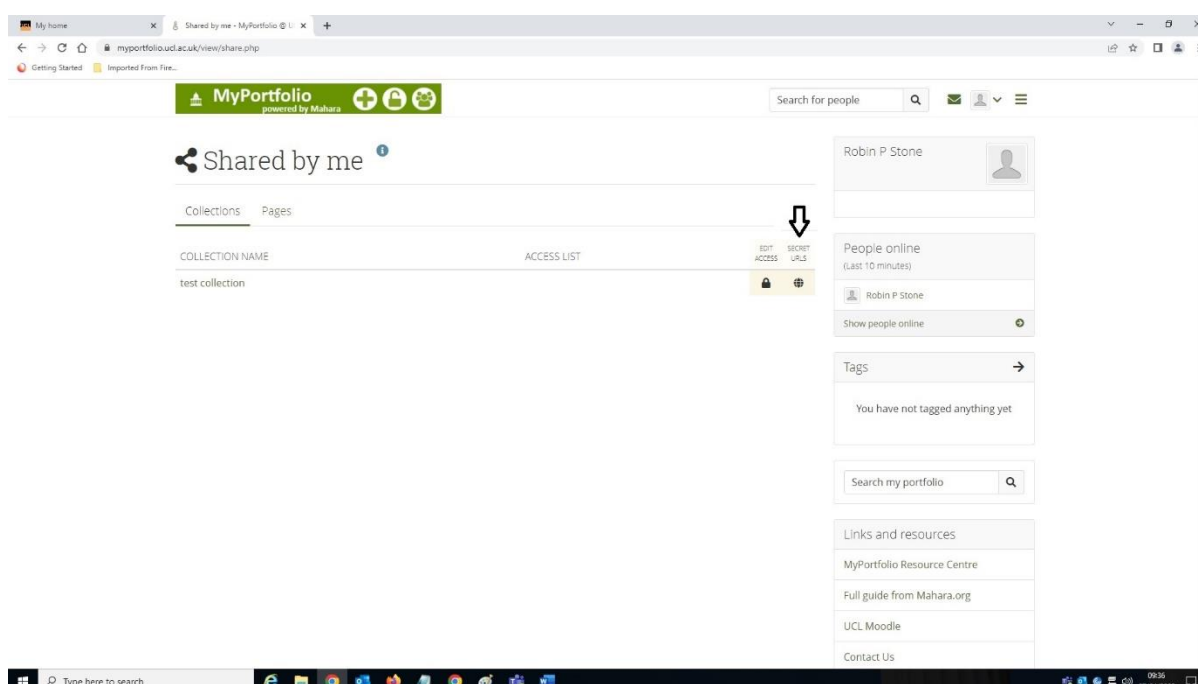 My home
Shared by me - MyPortfolio @ U
myportfolio.ucl.ac.uk/view/share.php
Getting Started
Imported From Fire...
MyPortfolio
powered by Mahara
Search for people
Shared by me
Collections Pages
COLLECTION NAME
ACCESS LIST
EDIT ACCESS
SECRET URLS
test collection
Robin P Stone
People online
(Last 10 minutes)
Robin P Stone
Show people online
Tags
You have not tagged anything yet
Search my portfolio
Links and resources
MyPortfolio Resource Centre
Full guide from Mahara.org
UCL Moodle
Contact Us
Type here to search
09:36